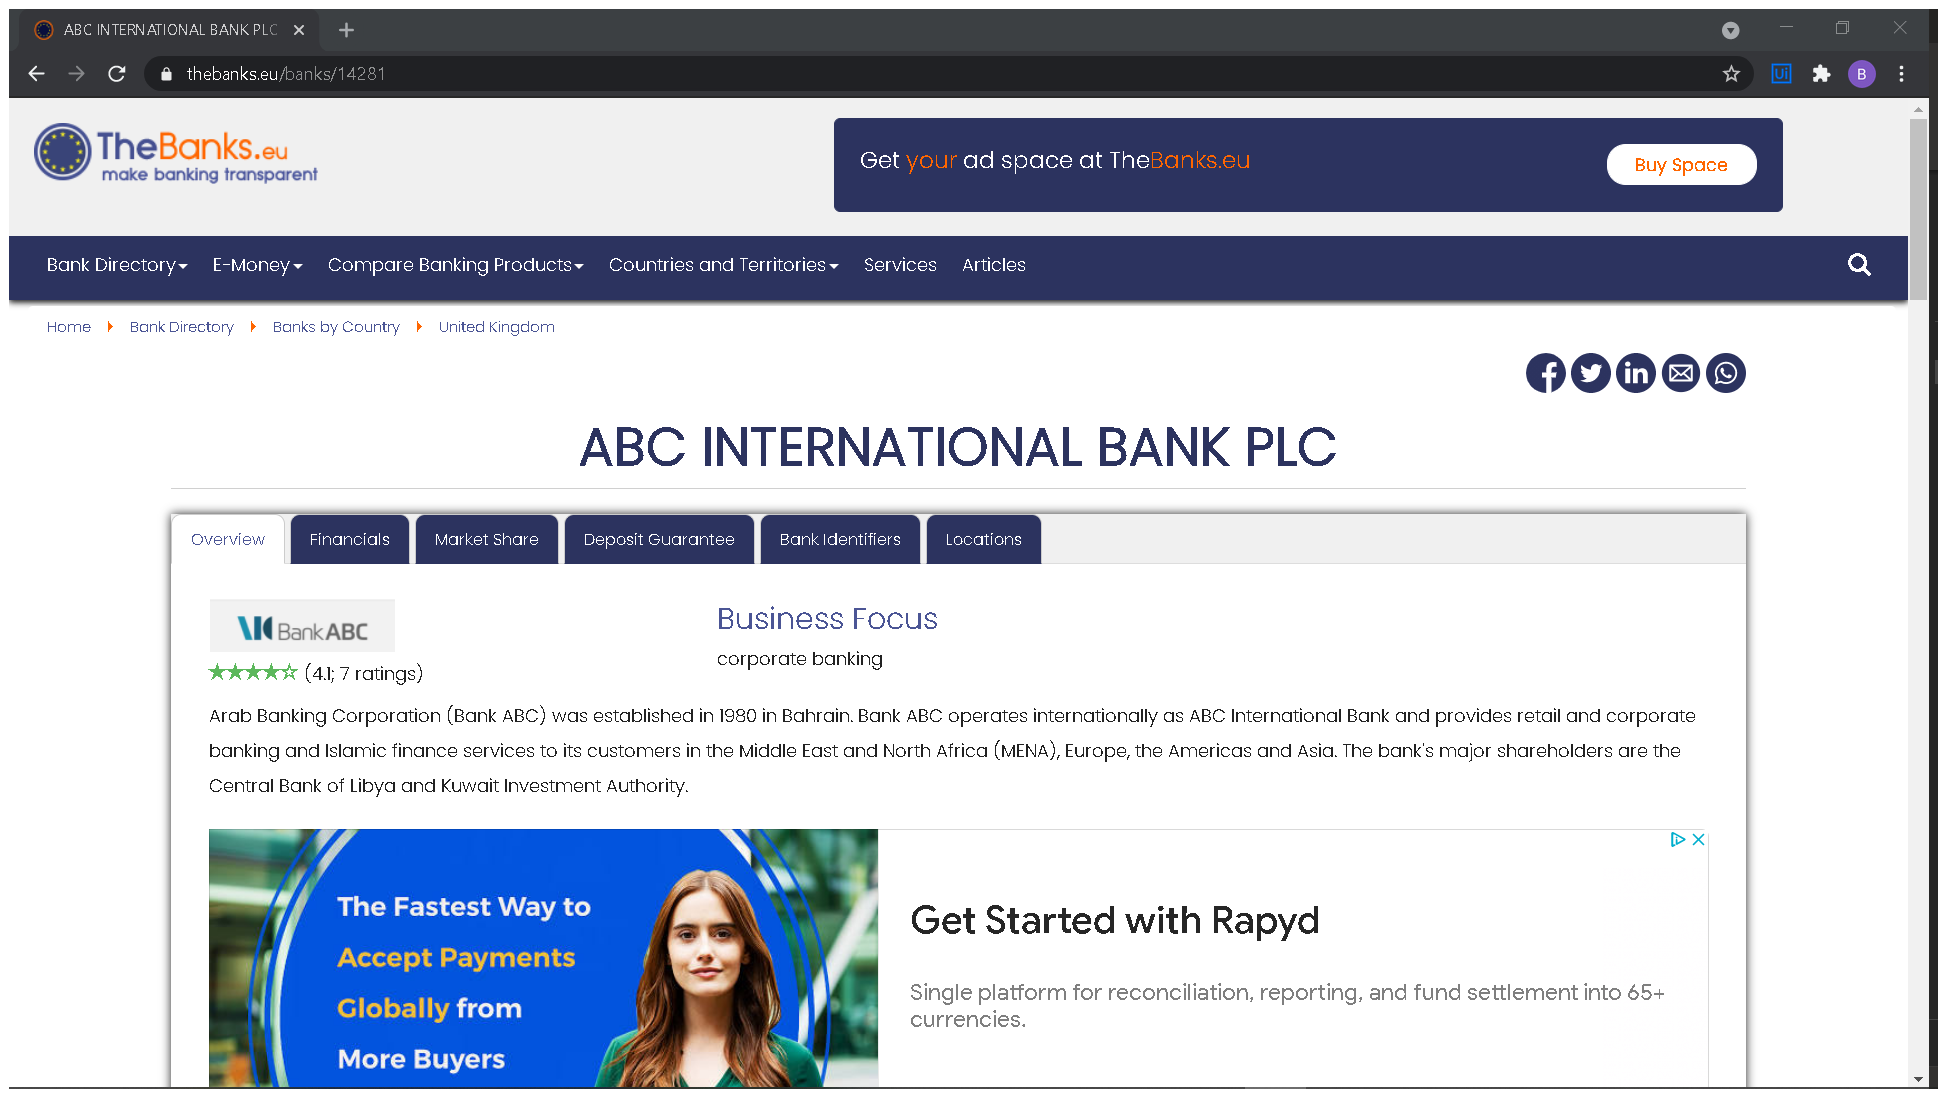 ABC INTERNATIONAL BANK PLC
thebanks.eu/banks/14281
Ui
B
TheBanks.eu
make banking transparent
Get your ad space at TheBanks.eu
Buy Space
Bank Directory E-Money Compare Banking Products Countries and Territories Services Articles
Home Bank Directory Banks by Country United Kingdom
ABC INTERNATIONAL BANK PLC
Overview Financials Market Share Deposit Guarantee Bank Identifiers Locations
Bank ABC
Business Focus
corporate banking
(4.1; 7 ratings)
Arab Banking Corporation (Bank ABC) was established in 1980 in Bahrain. Bank ABC operates internationally as ABC International Bank and provides retail and corporate
banking and Islamic finance services to its customers in the Middle East and North Africa (MENA), Europe, the Americas and Asia. The bank's major shareholders are the
Central Bank of Libya and Kuwait Investment Authority.
The Fastest Way to
Accept Payments
Globally from
More Buyers
Get Started with Rapyd
Single platform for reconciliation, reporting, and fund settlement into 65+
currencies.